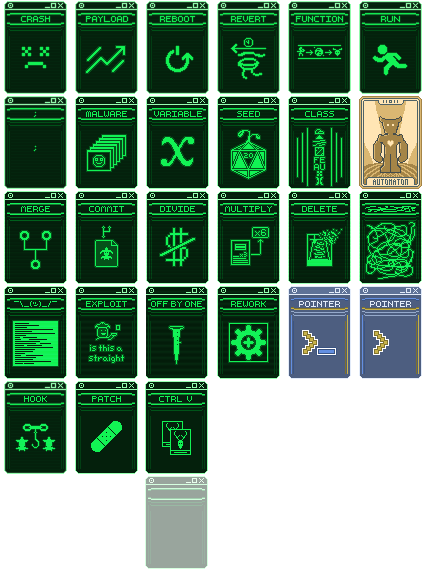 CRASH
PAYLOAD
REBOOT
REVERT
FUNCTION
RUN
;
MALWARE
VARIABLE
SEED
CLASS
;
x
20
AUTOMATON
MERGE
COMMIT
DIVIDE
MULTIPLY
DELETE
$
x6
¯\_(ツ)_/¯
EXPLOIT
OFF BY ONE
REWORK
POINTER
POINTER
is this a
straight
HOOK
PATCH
CTRL V